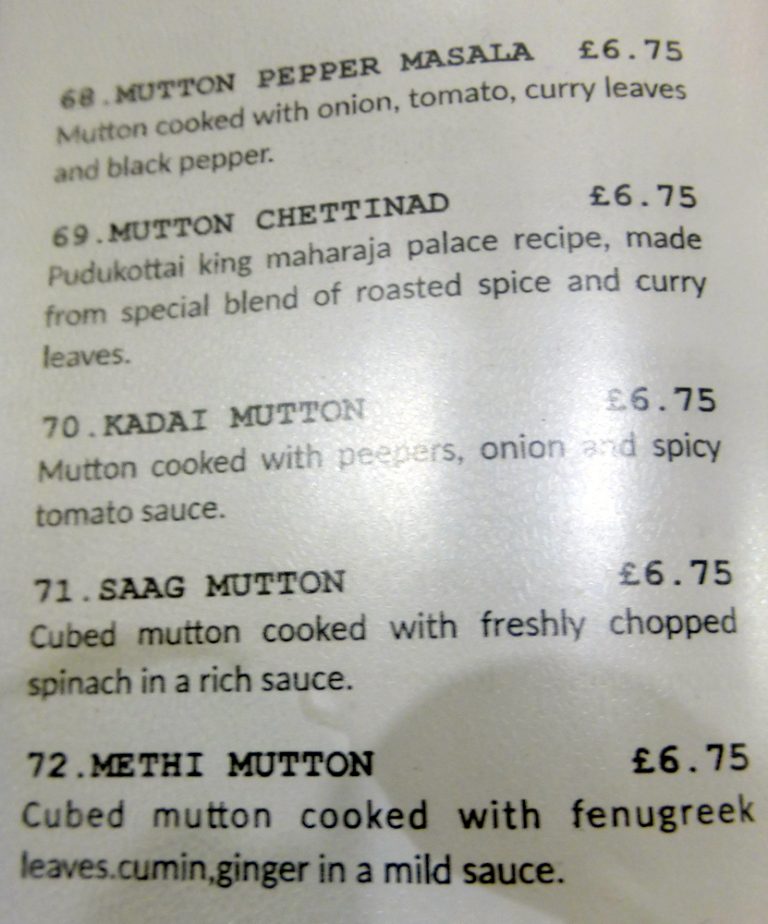 68.MUTTON PEPPER MASALA £6.75
Mutton cooked with onion, tomato, curry leaves
and black pepper.
69.MUTTON CHETTINAD £6.75
Pudukottai king maharaja palace recipe, made
from special blend of roasted spice and curry
leaves.
70.KADAI MUTTON £6.75
Mutton cooked with peepers, onion and spicy
tomato sauce.
71.SAAG MUTTON £6.75
Cubed mutton cooked with freshly chopped
spinach in a rich sauce.
72.METHI MUTTON £6.75
Cubed mutton cooked with fenugreek
leaves.cumin,ginger in a mild sauce.